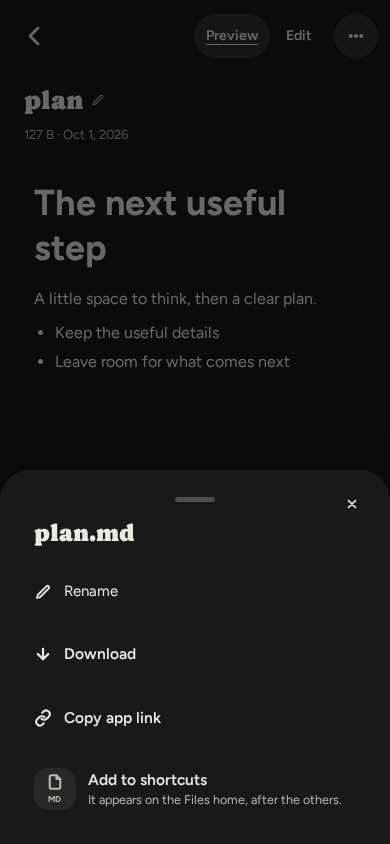 Preview Edit
plan
127 B · Oct 1, 2026
The next useful
step
A little space to think, then a clear plan.
• Keep the useful details
• Leave room for what comes next
plan.md
Rename
Download
Copy app link
MD
Add to shortcuts
It appears on the Files home, after the others.